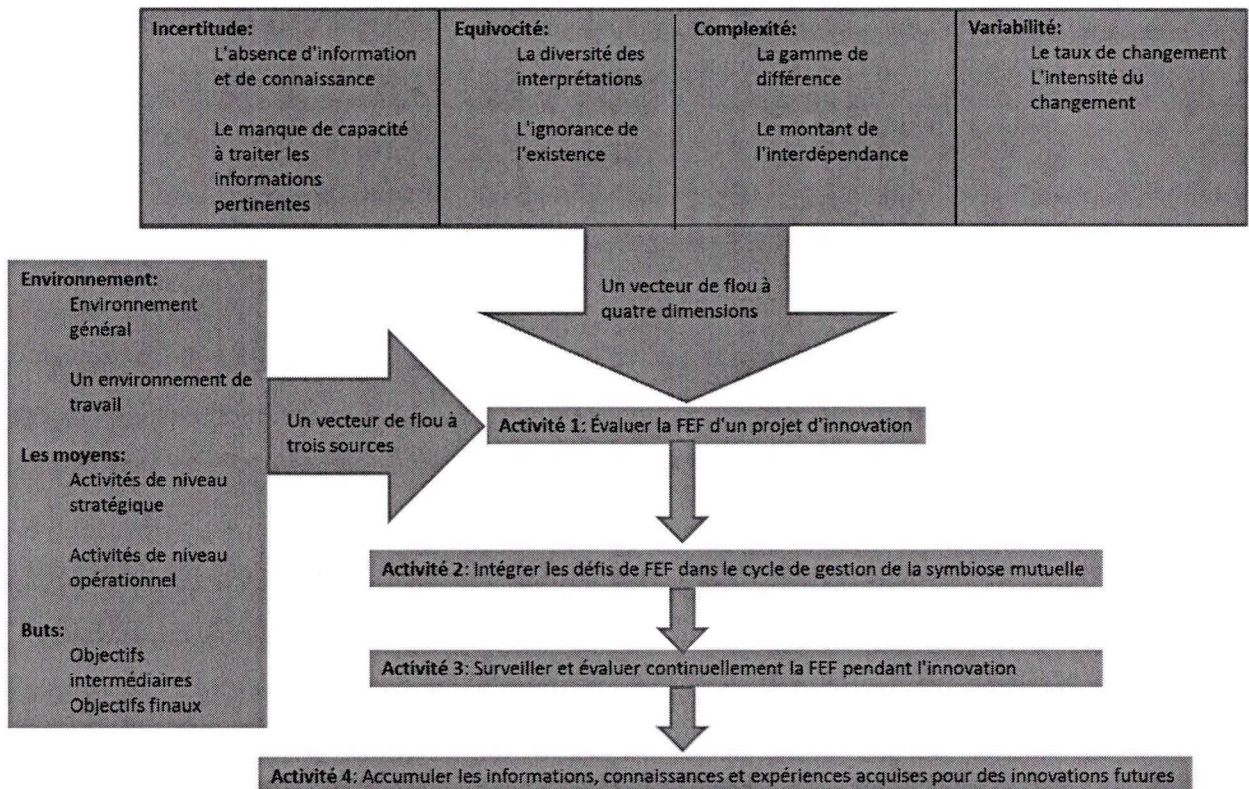 Incertitude:
L'absence d'information
et de connaissance
Le manque de capacité
à traiter les
informations
pertinentes
Equivocité:
La diversité des
interprétations
L'ignorance de
l'existence
Complexité:
La gamme de
différence
Le montant de
l'interdépendance
Variabilité:
Le taux de changement
L'intensité du
changement
Un vecteur de flou à
quatre dimensions
Environnement:
Environnement
général
Un environnement de
travail
Les moyens:
Activités de niveau
stratégique
Activités de niveau
opérationnel
Buts:
Objectifs
intermédiaires
Objectifs finaux
Un vecteur de flou à
trois sources
Activité 1: Évaluer la FEF d'un projet d'innovation
Activité 2: Intégrer les défis de FEF dans le cycle de gestion de la symbiose mutuelle
Activité 3: Surveiller et évaluer continuellement la FEF pendant l'innovation
Activité 4: Accumuler les informations, connaissances et expériences acquises pour des innovations futures